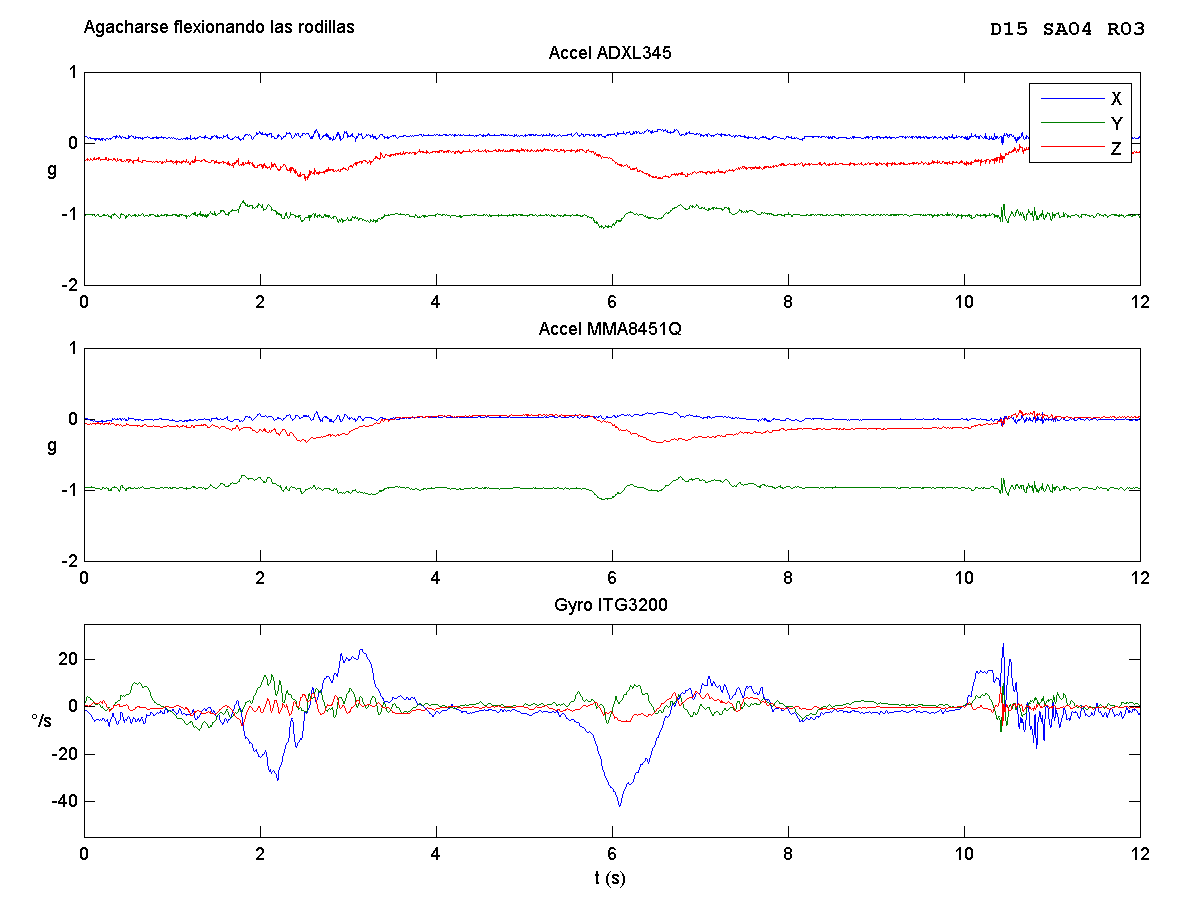 Agacharse flexionando las rodillas
D15 SA04 R03
Accel ADXL345
1
0
-1
-2
g
X
Y
Z
0 2 4 6 8 10 12
Accel MMA8451Q
1
0
-1
-2
g
0 2 4 6 8 10 12
Gyro ITG3200
20
0
-20
-40
°/s
0 2 4 6 8 10 12
t (s)